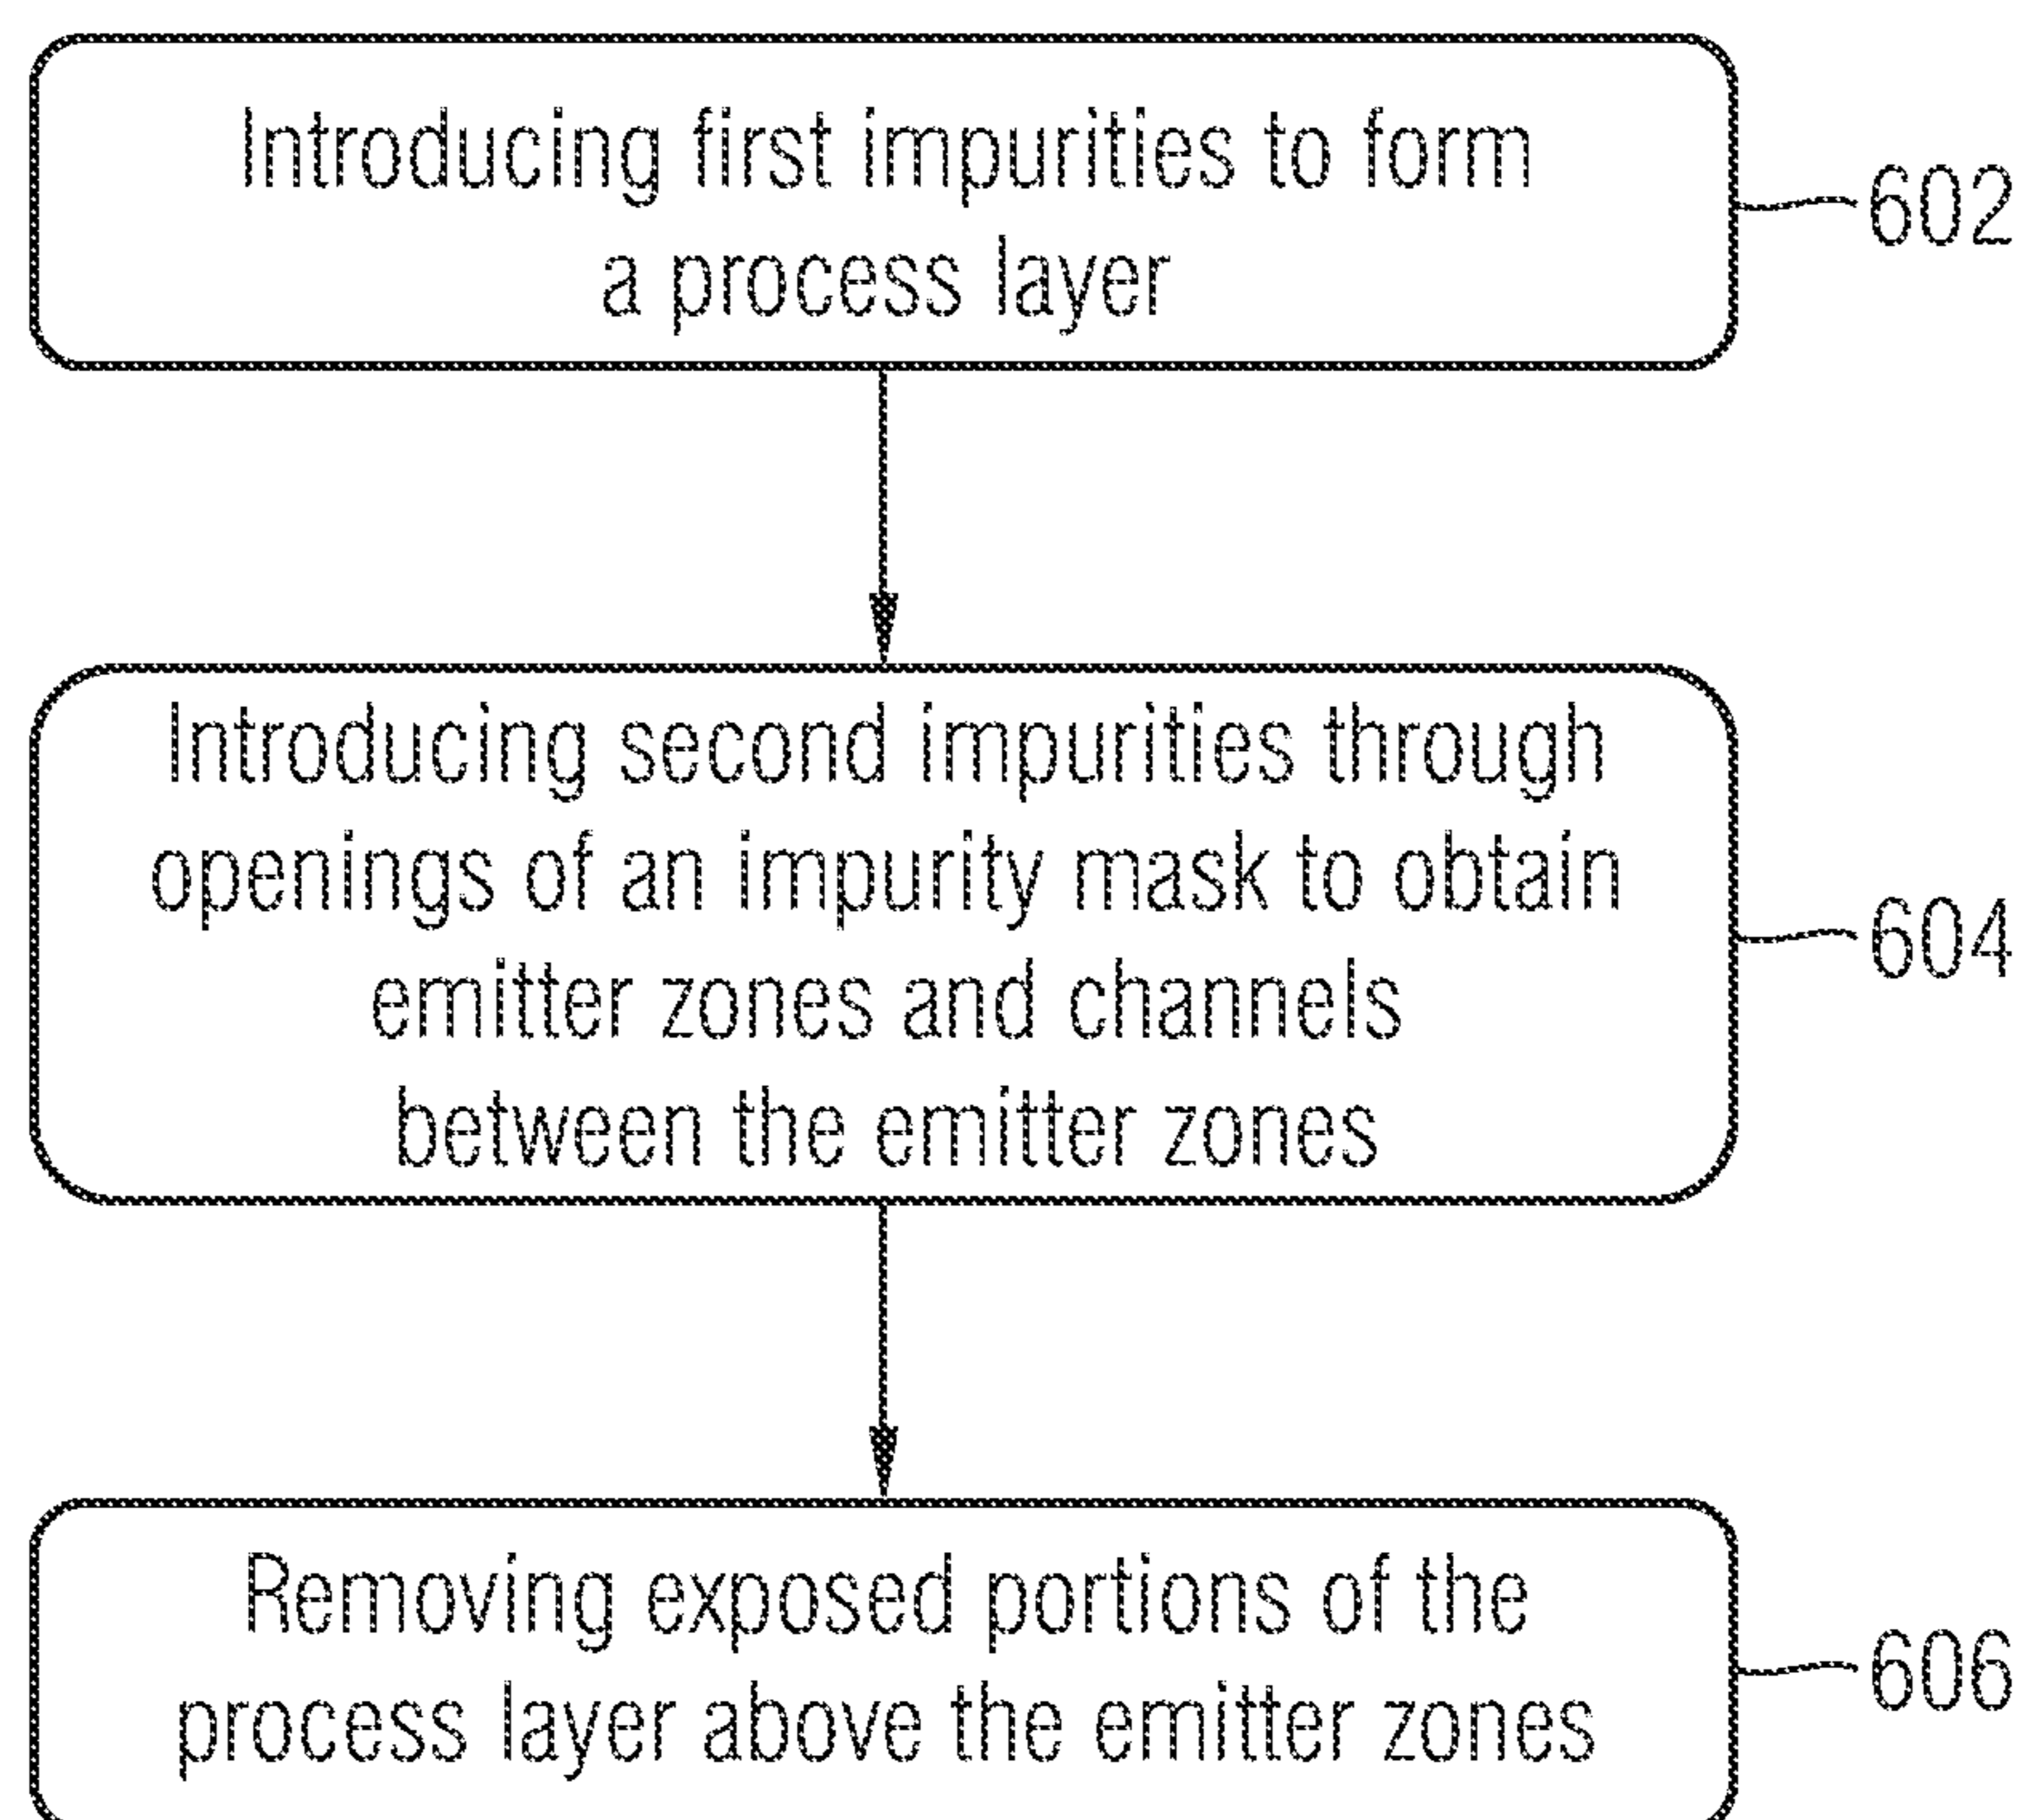 Introducing first impurities to form
a process layer
602
Introducing second impurities through
openings of an impurity mask to obtain
emitter zones and channels
between the emitter zones
604
Removing exposed portions of the
process layer above the emitter zones
606